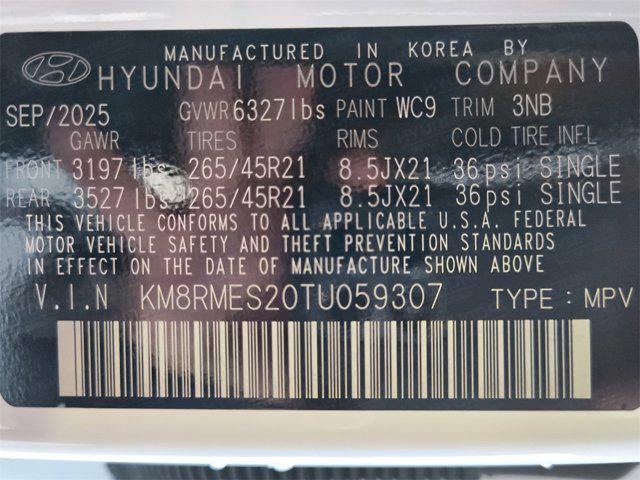 MANUFACTURED IN KOREA BY
HYUNDAI MOTOR COMPANY
SEP/2025 GVWR 6327lbs PAINT WC9 TRIM 3NB
GAWR TIRES RIMS COLD TIRE INFL
FRONT 3197lbs 265/45R21 8.5JX21 36psi SINGLE
REAR 3527lbs 265/45R21 8.5JX21 36psi SINGLE
THIS VEHICLE CONFORMS TO ALL APPLICABLE U.S.A. FEDERAL
MOTOR VEHICLE SAFETY AND THEFT PREVENTION STANDARDS
IN EFFECT ON THE DATE OF MANUFACTURE SHOWN ABOVE
V.I.N KM8RMES20TU059307 TYPE : MPV